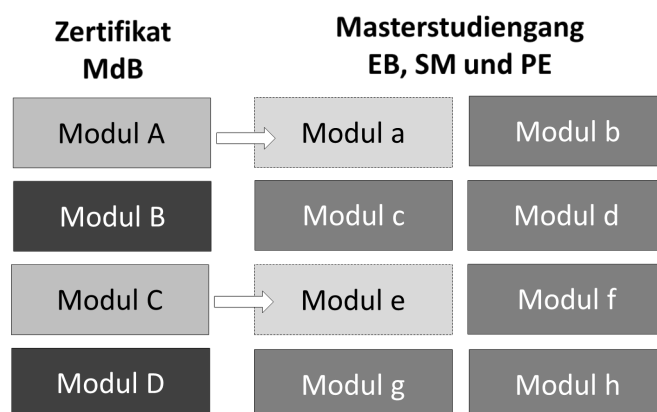 Zertifikat
MdB
Masterstudiengang
EB, SM und PE
Modul A
Modul a
Modul b
Modul B
Modul c
Modul d
Modul C
Modul e
Modul f
Modul D
Modul g
Modul h